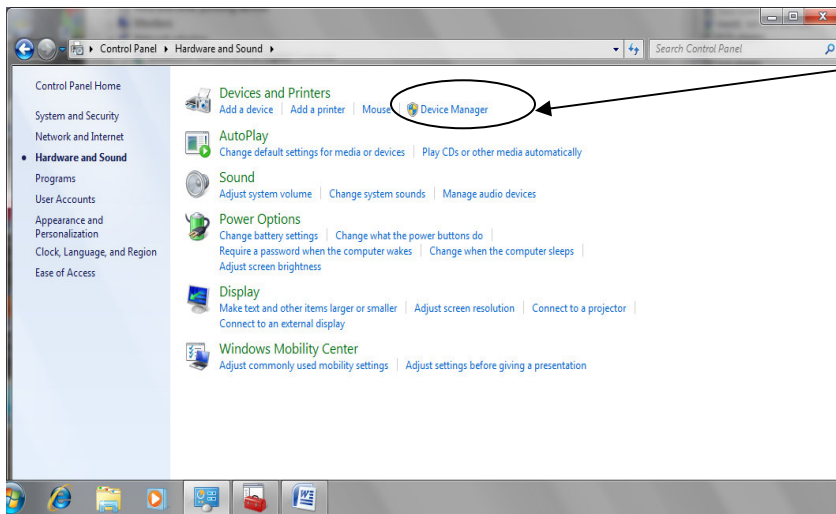 Control Panel ▸ Hardware and Sound ▸
Search Control Panel
Control Panel Home
System and Security
Network and Internet
Hardware and Sound
Programs
User Accounts
Appearance and
Personalization
Clock, Language, and Region
Ease of Access
Devices and Printers
Add a device | Add a printer | Mouse | Device Manager
AutoPlay
Change default settings for media or devices | Play CDs or other media automatically
Sound
Adjust system volume | Change system sounds | Manage audio devices
Power Options
Change battery settings | Change what the power buttons do |
Require a password when the computer wakes | Change when the computer sleeps |
Adjust screen brightness
Display
Make text and other items larger or smaller | Adjust screen resolution | Connect to a projector |
Connect to an external display
Windows Mobility Center
Adjust commonly used mobility settings | Adjust settings before giving a presentation